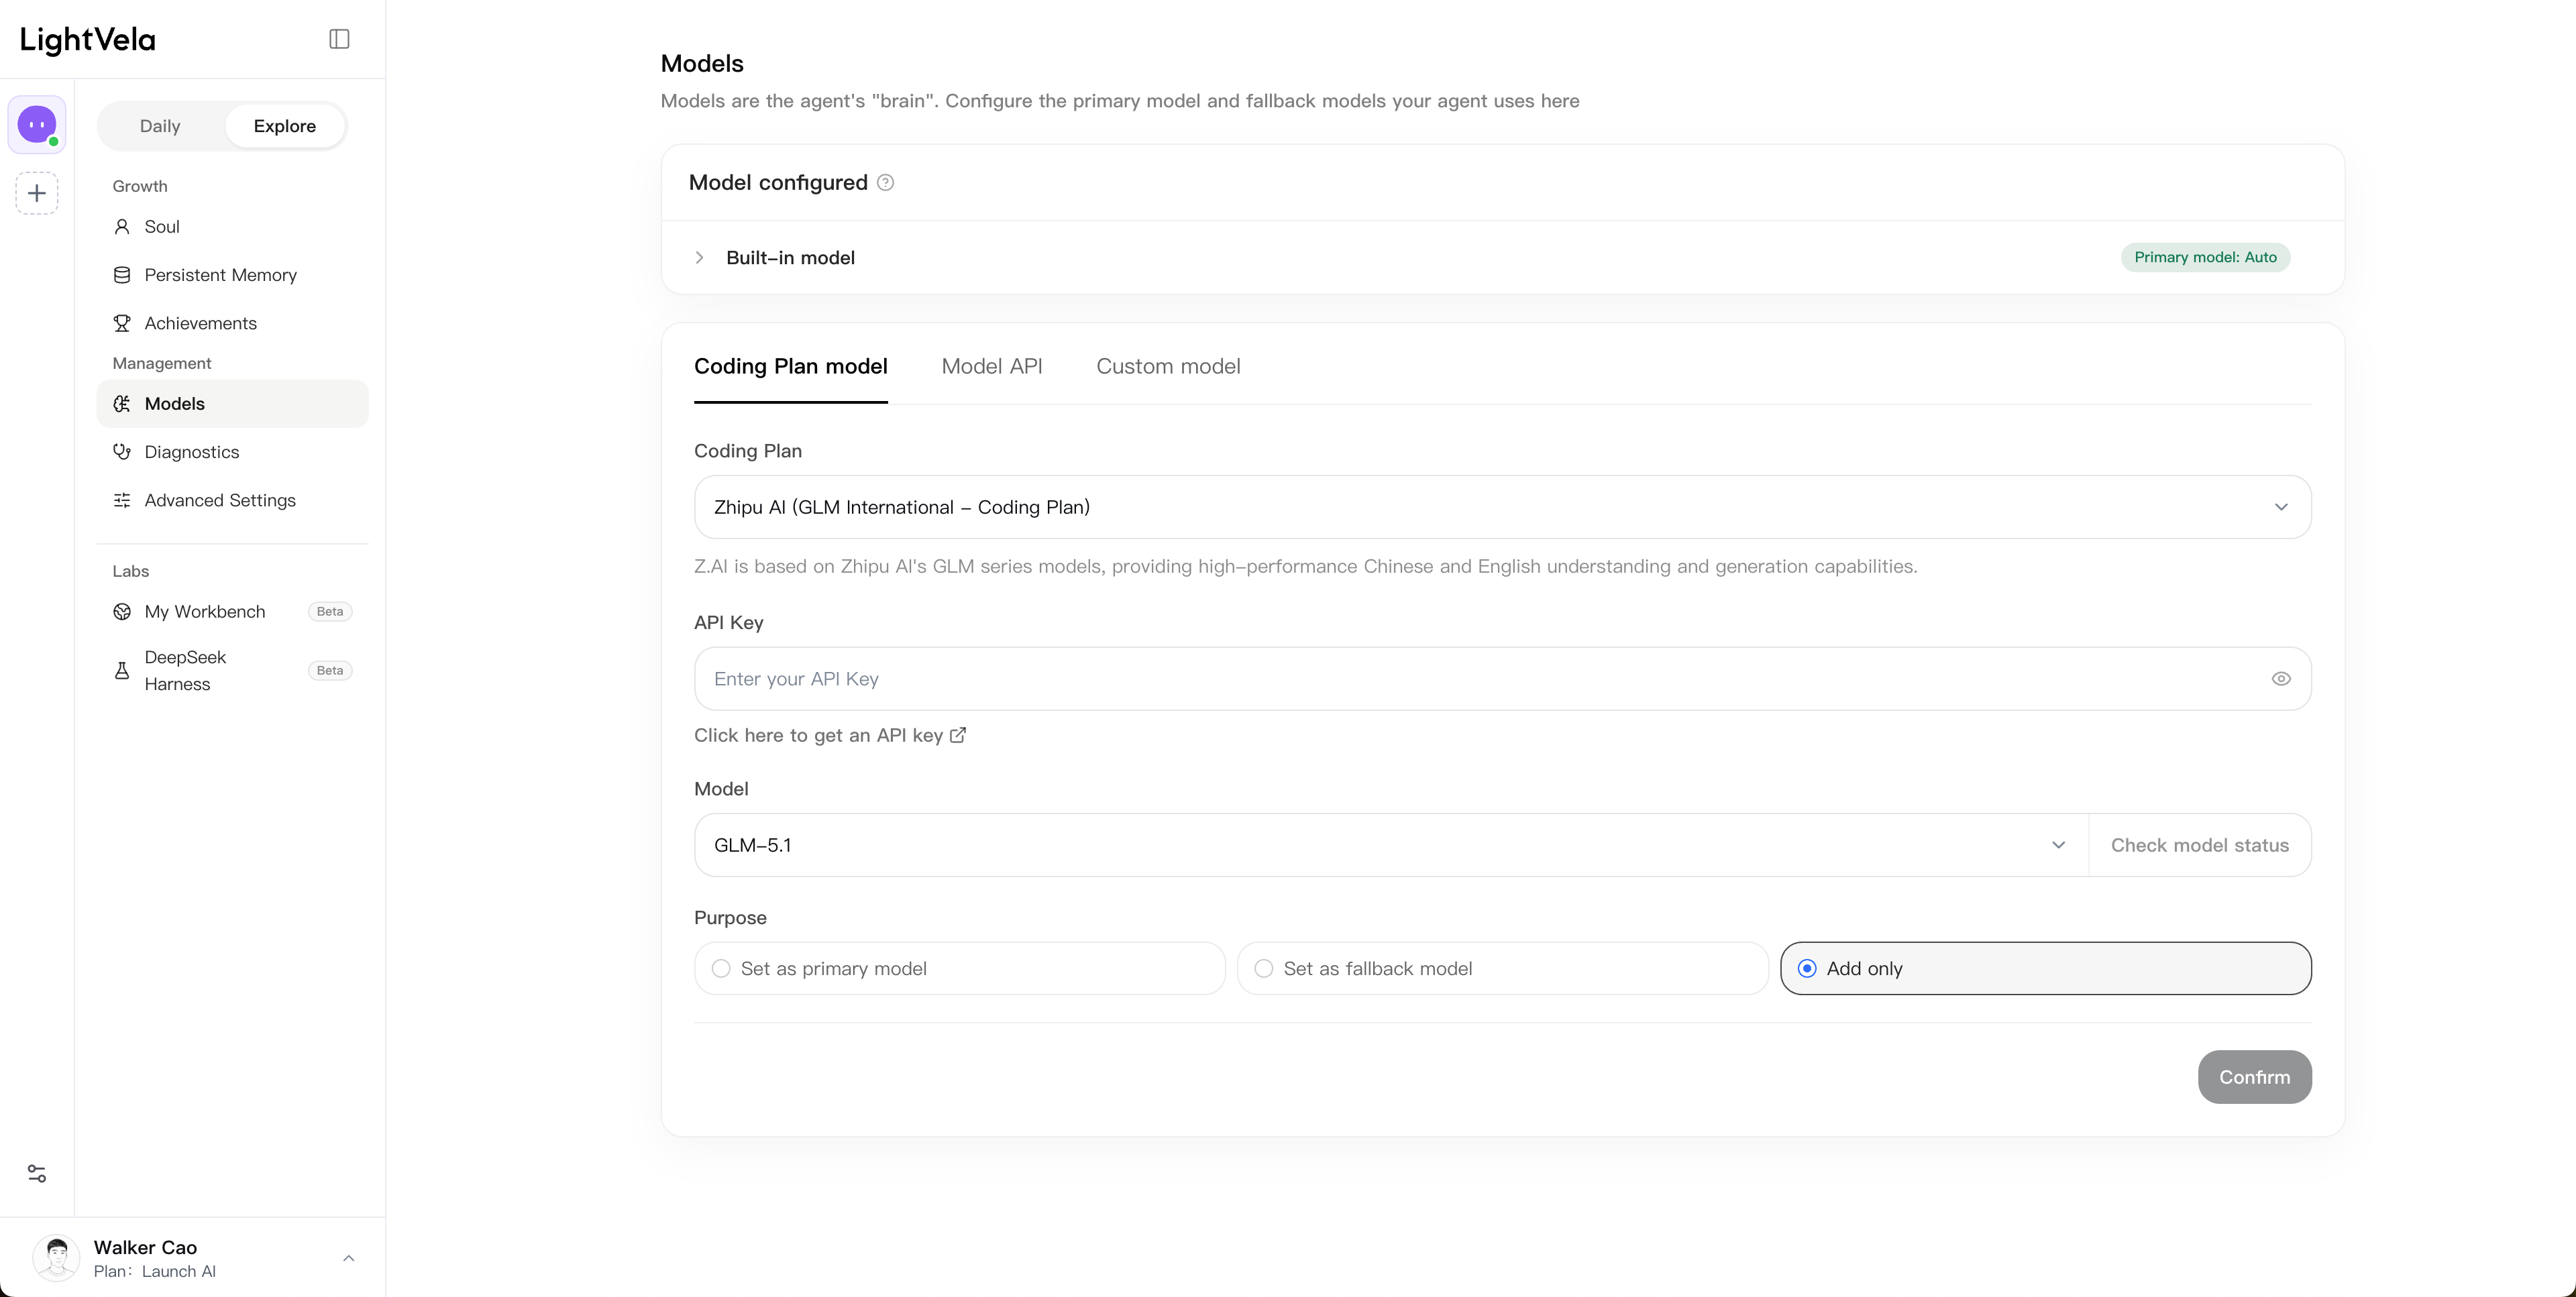 LightVela
Daily
Explore
Growth
Soul
Persistent Memory
Achievements
Management
Models
Diagnostics
Advanced Settings
Labs
My Workbench
Beta
DeepSeek
Harness
Beta
Walker Cao
Plan: Launch AI
Models
Models are the agent's "brain". Configure the primary model and fallback models your agent uses here
Model configured
Built-in model
Primary model: Auto
Coding Plan model
Model API
Custom model
Coding Plan
Zhipu AI (GLM International - Coding Plan)
Z.AI is based on Zhipu AI's GLM series models, providing high-performance Chinese and English understanding and generation capabilities.
API Key
Enter your API Key
Click here to get an API key
Model
GLM-5.1
Check model status
Purpose
Set as primary model
Set as fallback model
Add only
Confirm